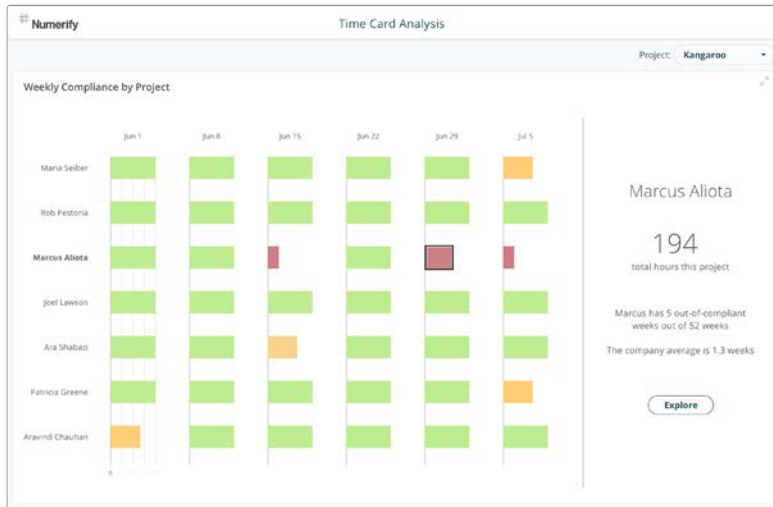 Numerify
Time Card Analysis
Project: Kangaroo
Weekly Compliance by Project
Jun 1 Jun 8 Jun 15 Jun 22 Jun 29 Jul 5
Maria Seiber
Rob Pestoria
Marcus Aliota
Joel Lawson
Ara Shabazi
Patricia Greene
Aravind Chauhan
Marcus Aliota
194
total hours this project
Marcus has 5 out-of-compliant
weeks out of 52 weeks
The company average is 1.3 weeks
Explore